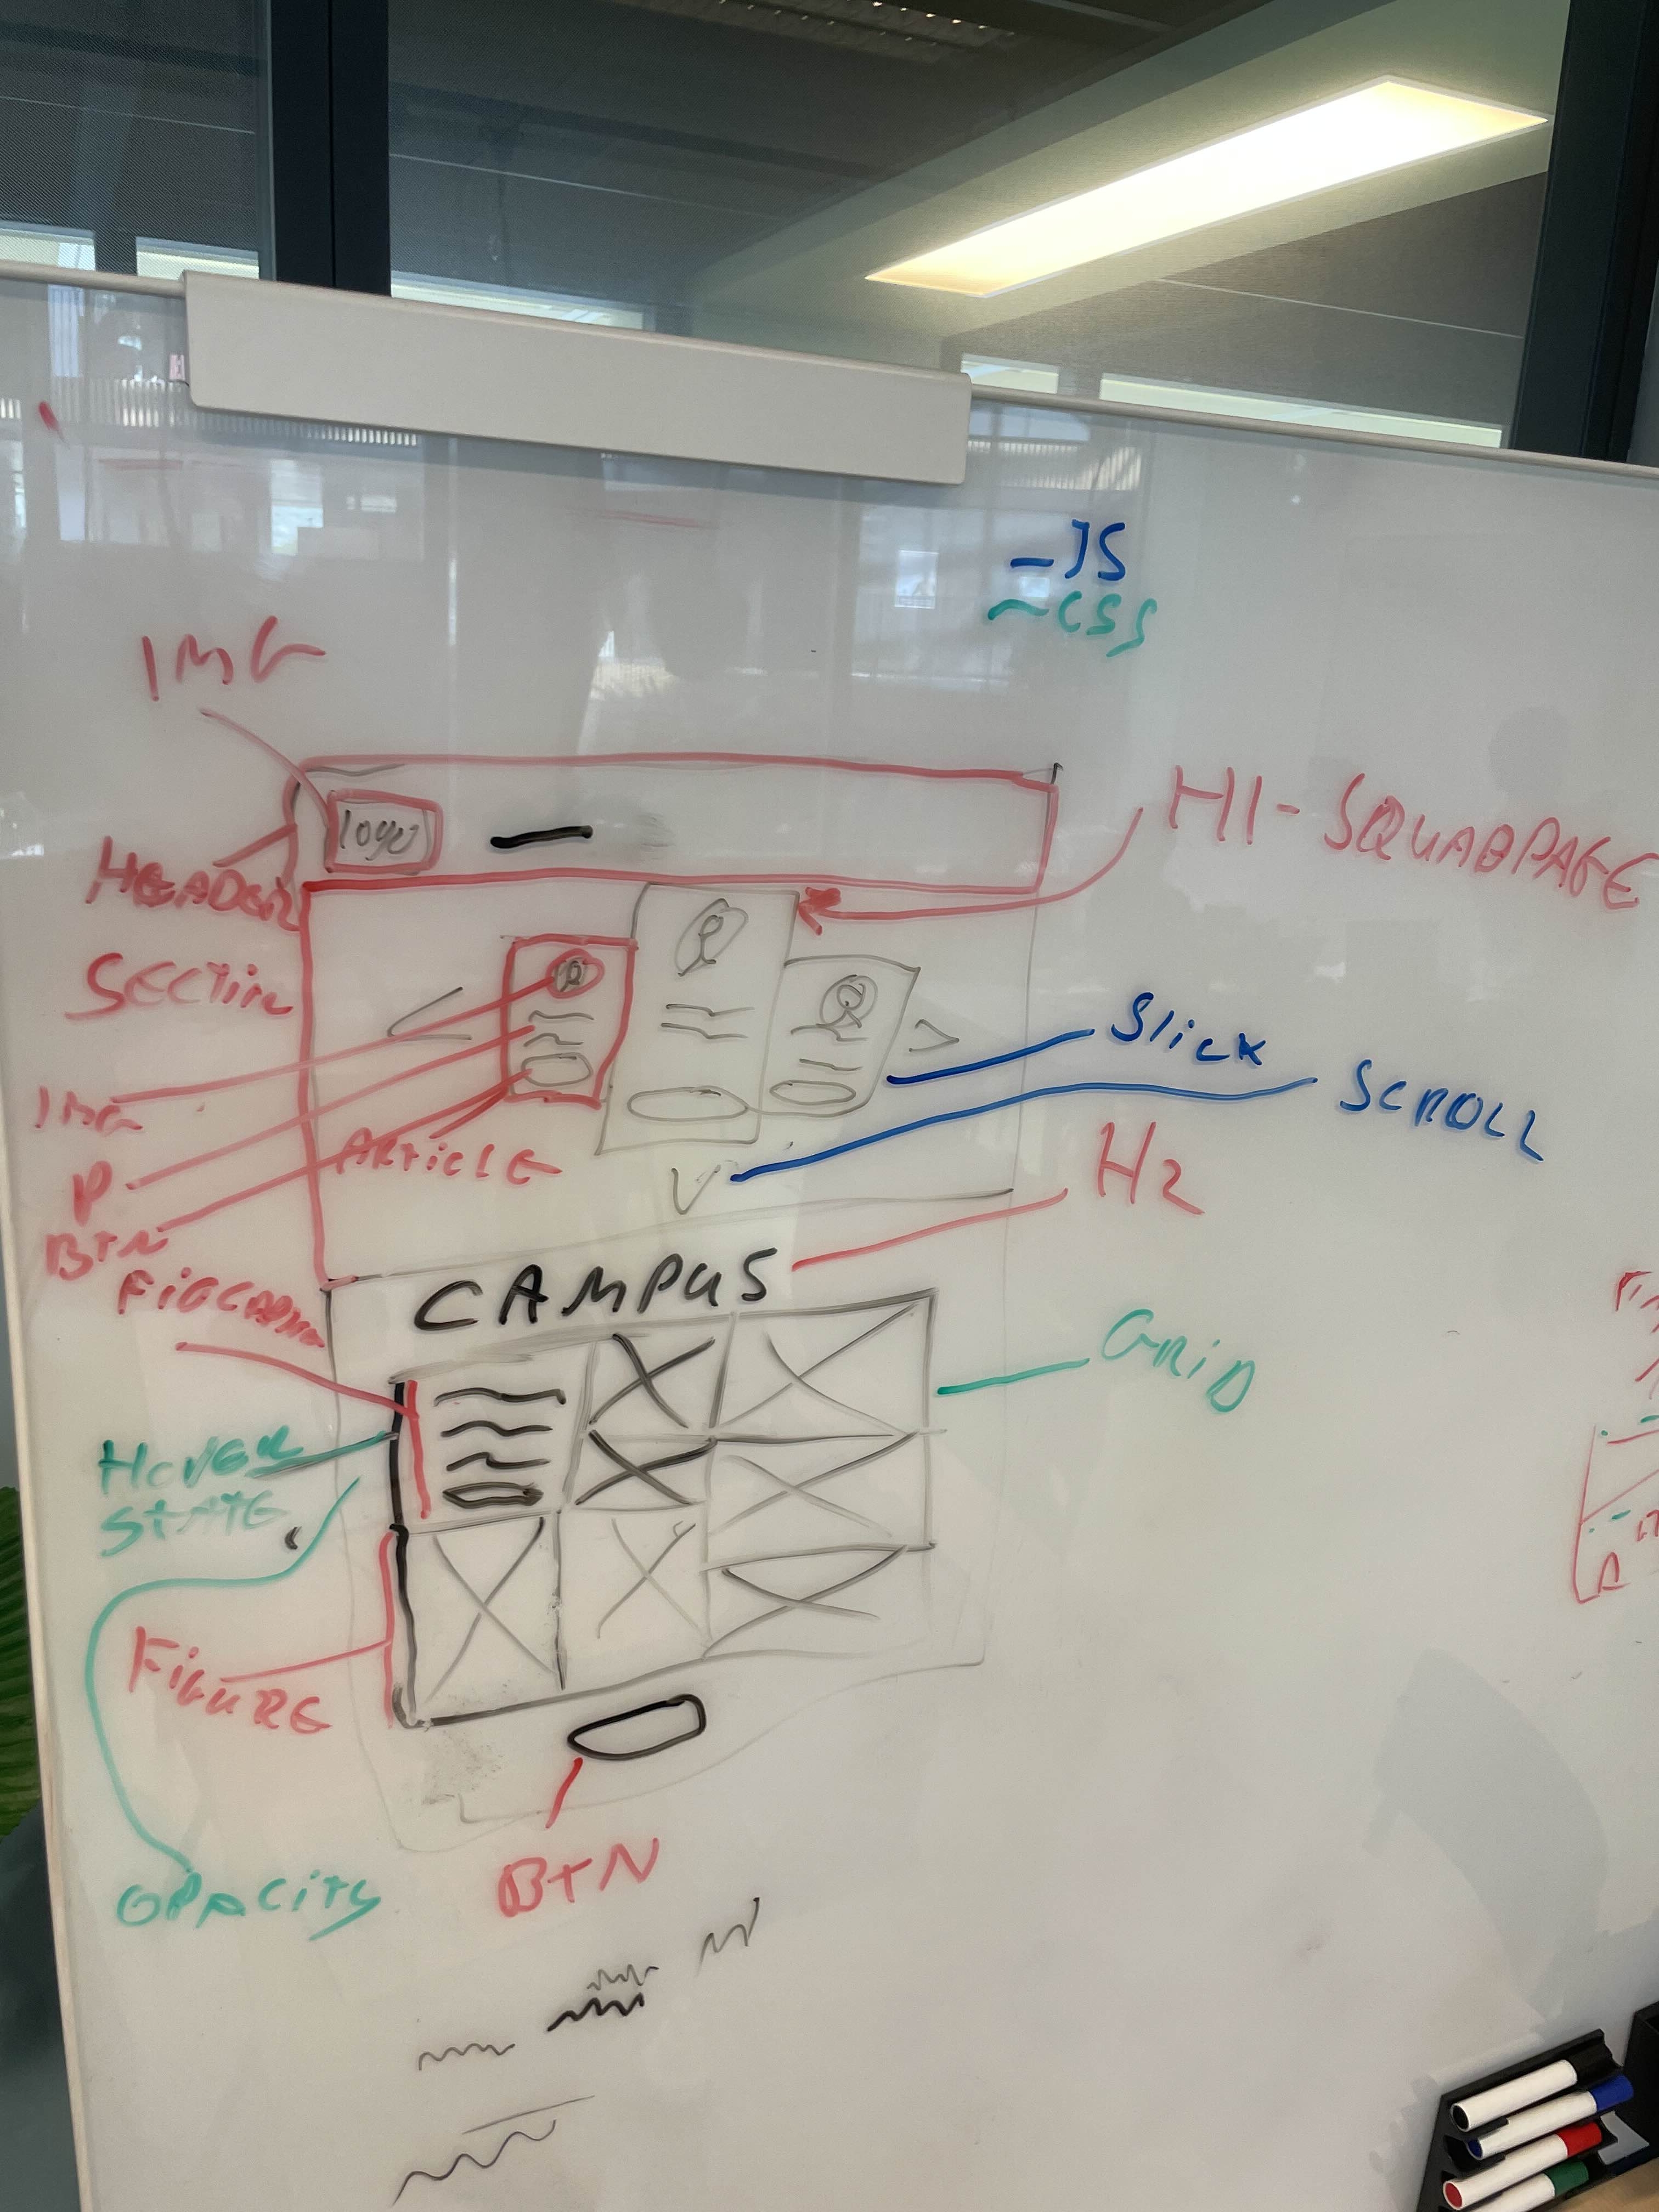 - JS
~ CSS
IMG
logo
HEADER
H1 - SQUADPAGE
SECTION
Slick
SCROLL
IMG
P
BTN
ARTICLE
H2
CAMPUS
FIGCAPTION
GRID
HOVER
STATE
FIGURE
OPACITY
BTN